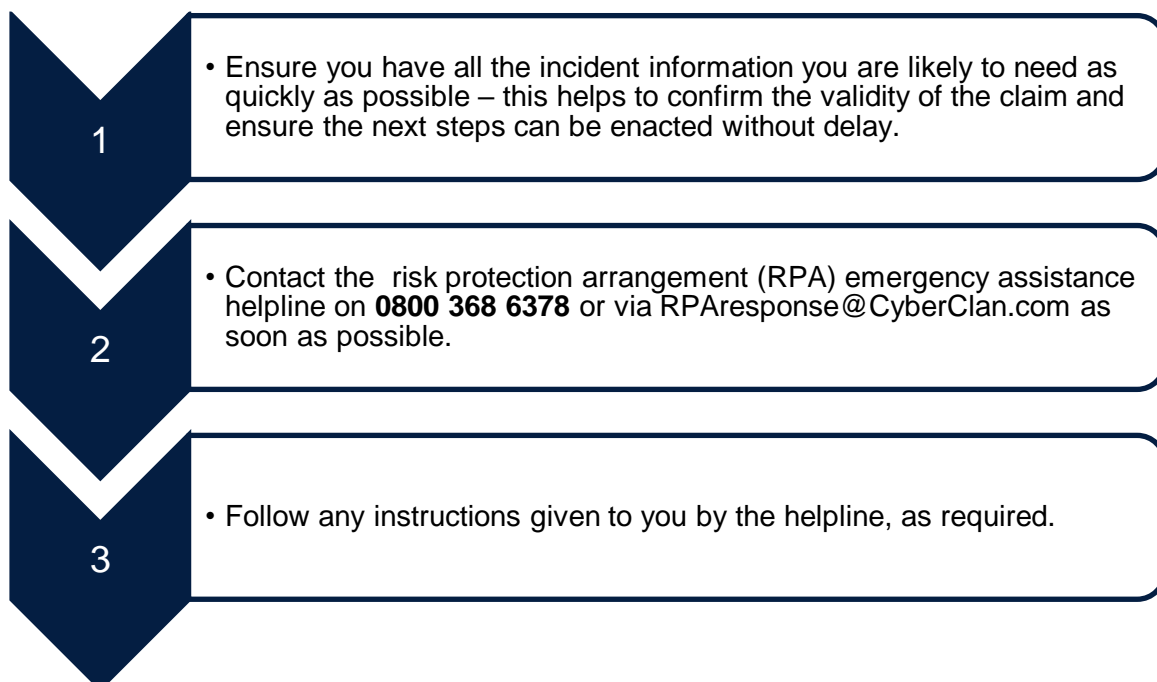 1
• Ensure you have all the incident information you are likely to need as
quickly as possible – this helps to confirm the validity of the claim and
ensure the next steps can be enacted without delay.
2
• Contact the  risk protection arrangement (RPA) emergency assistance
helpline on 0800 368 6378 or via RPAresponse@CyberClan.com as
soon as possible.
3
• Follow any instructions given to you by the helpline, as required.